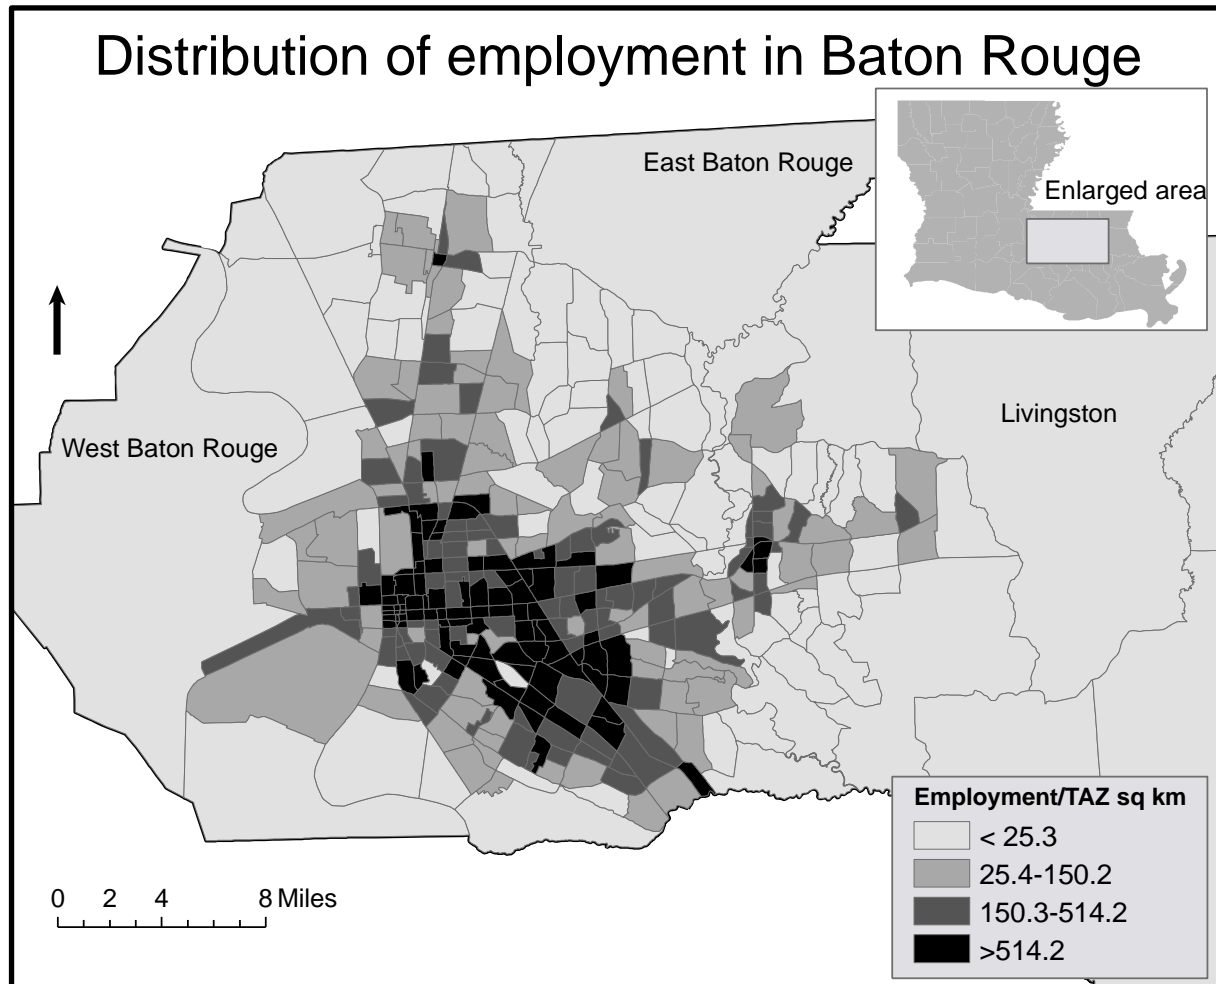 Distribution of employment in Baton Rouge
East Baton Rouge
Enlarged area
Livingston
West Baton Rouge
Employment/TAZ sq km
< 25.3
25.4-150.2
150.3-514.2
>514.2
0 2 4 8 Miles